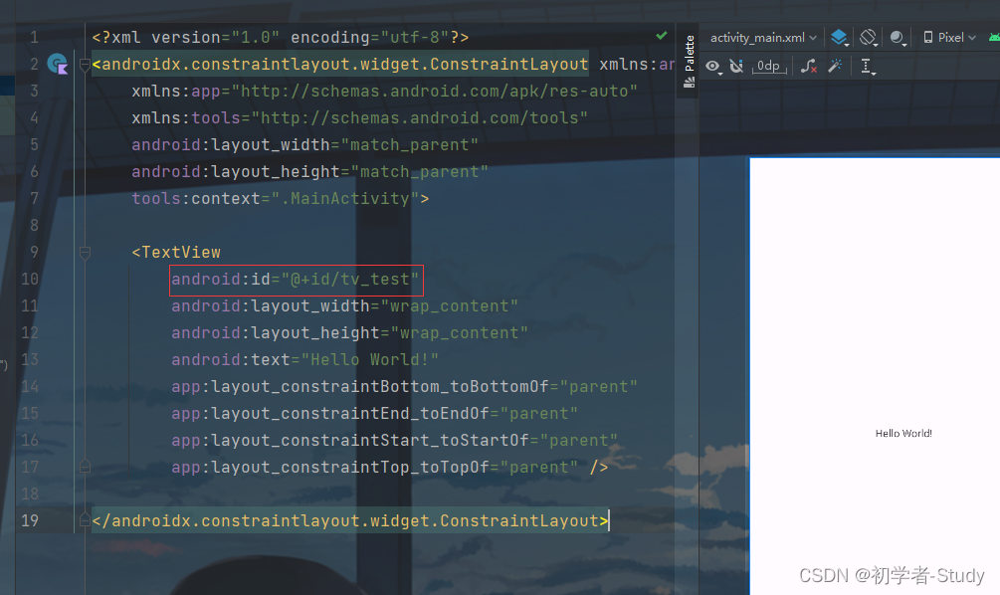 1 <?xml version="1.0" encoding="utf-8"?>
2 <androidx.constraintlayout.widget.ConstraintLayout xmlns:ar
3 xmlns:app="http://schemas.android.com/apk/res-auto"
4 xmlns:tools="http://schemas.android.com/tools"
5 android:layout_width="match_parent"
6 android:layout_height="match_parent"
7 tools:context=".MainActivity">
8
9 <TextView
10 android:id="@+id/tv_test"
11 android:layout_width="wrap_content"
12 android:layout_height="wrap_content"
13 android:text="Hello World!"
14 app:layout_constraintBottom_toBottomOf="parent"
15 app:layout_constraintEnd_toEndOf="parent"
16 app:layout_constraintStart_toStartOf="parent"
17 app:layout_constraintTop_toTopOf="parent" />
18
19 </androidx.constraintlayout.widget.ConstraintLayout>
")
Palette
activity_main.xml
Pixel
0dp
Hello World!
CSDN @初学者-Study